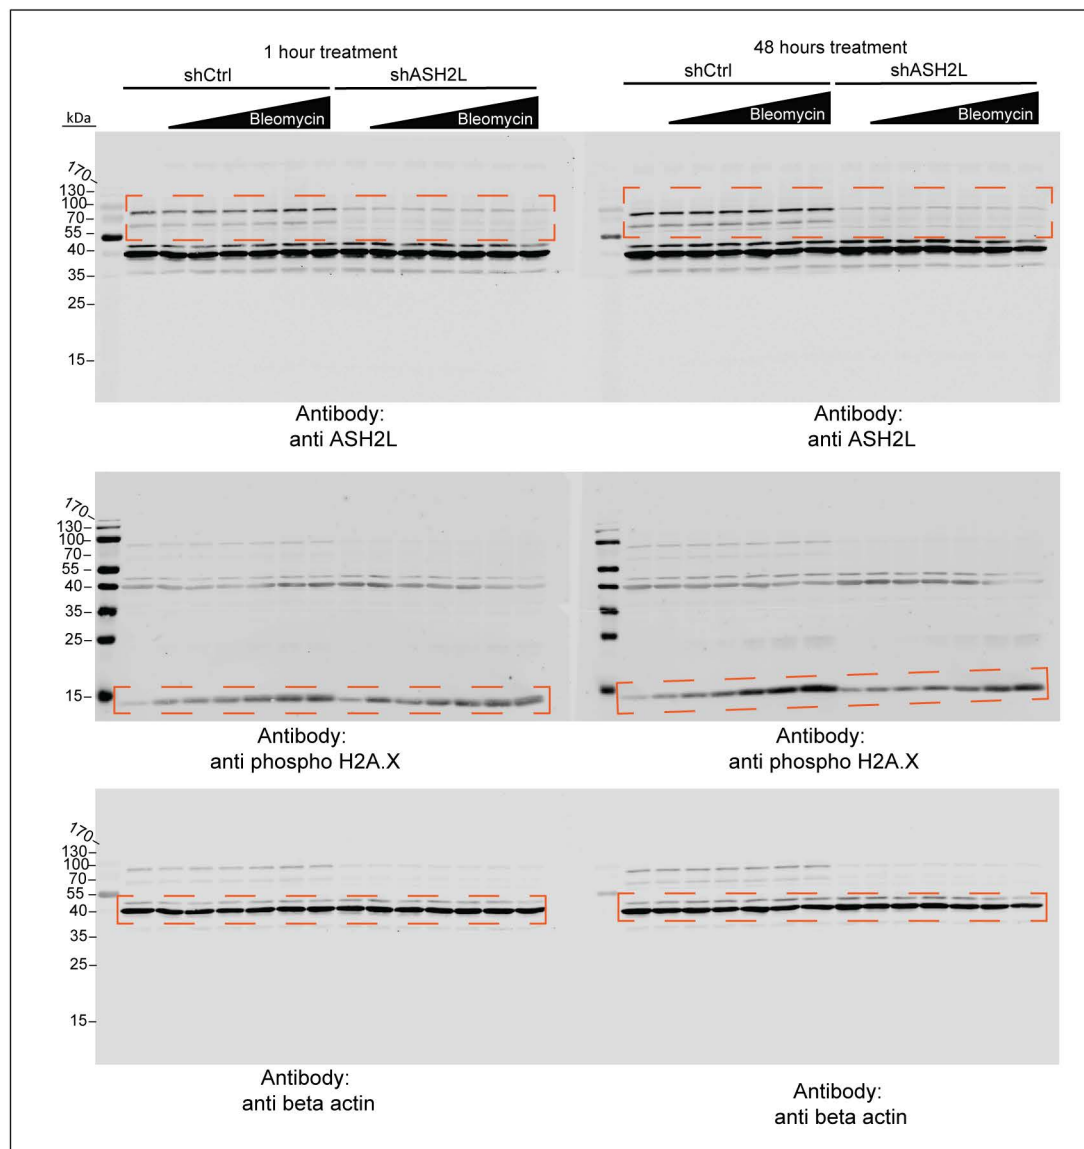 1 hour treatment
48 hours treatment
shCtrl
shASH2L
shCtrl
shASH2L
kDa
Bleomycin
Bleomycin
Bleomycin
Bleomycin
170
130
100
70
55
40
35
25
15
Antibody:
anti ASH2L
Antibody:
anti ASH2L
170
130
100
70
55
40
35
25
15
Antibody:
anti phospho H2A.X
Antibody:
anti phospho H2A.X
170
130
100
70
55
40
35
25
15
Antibody:
anti beta actin
Antibody:
anti beta actin